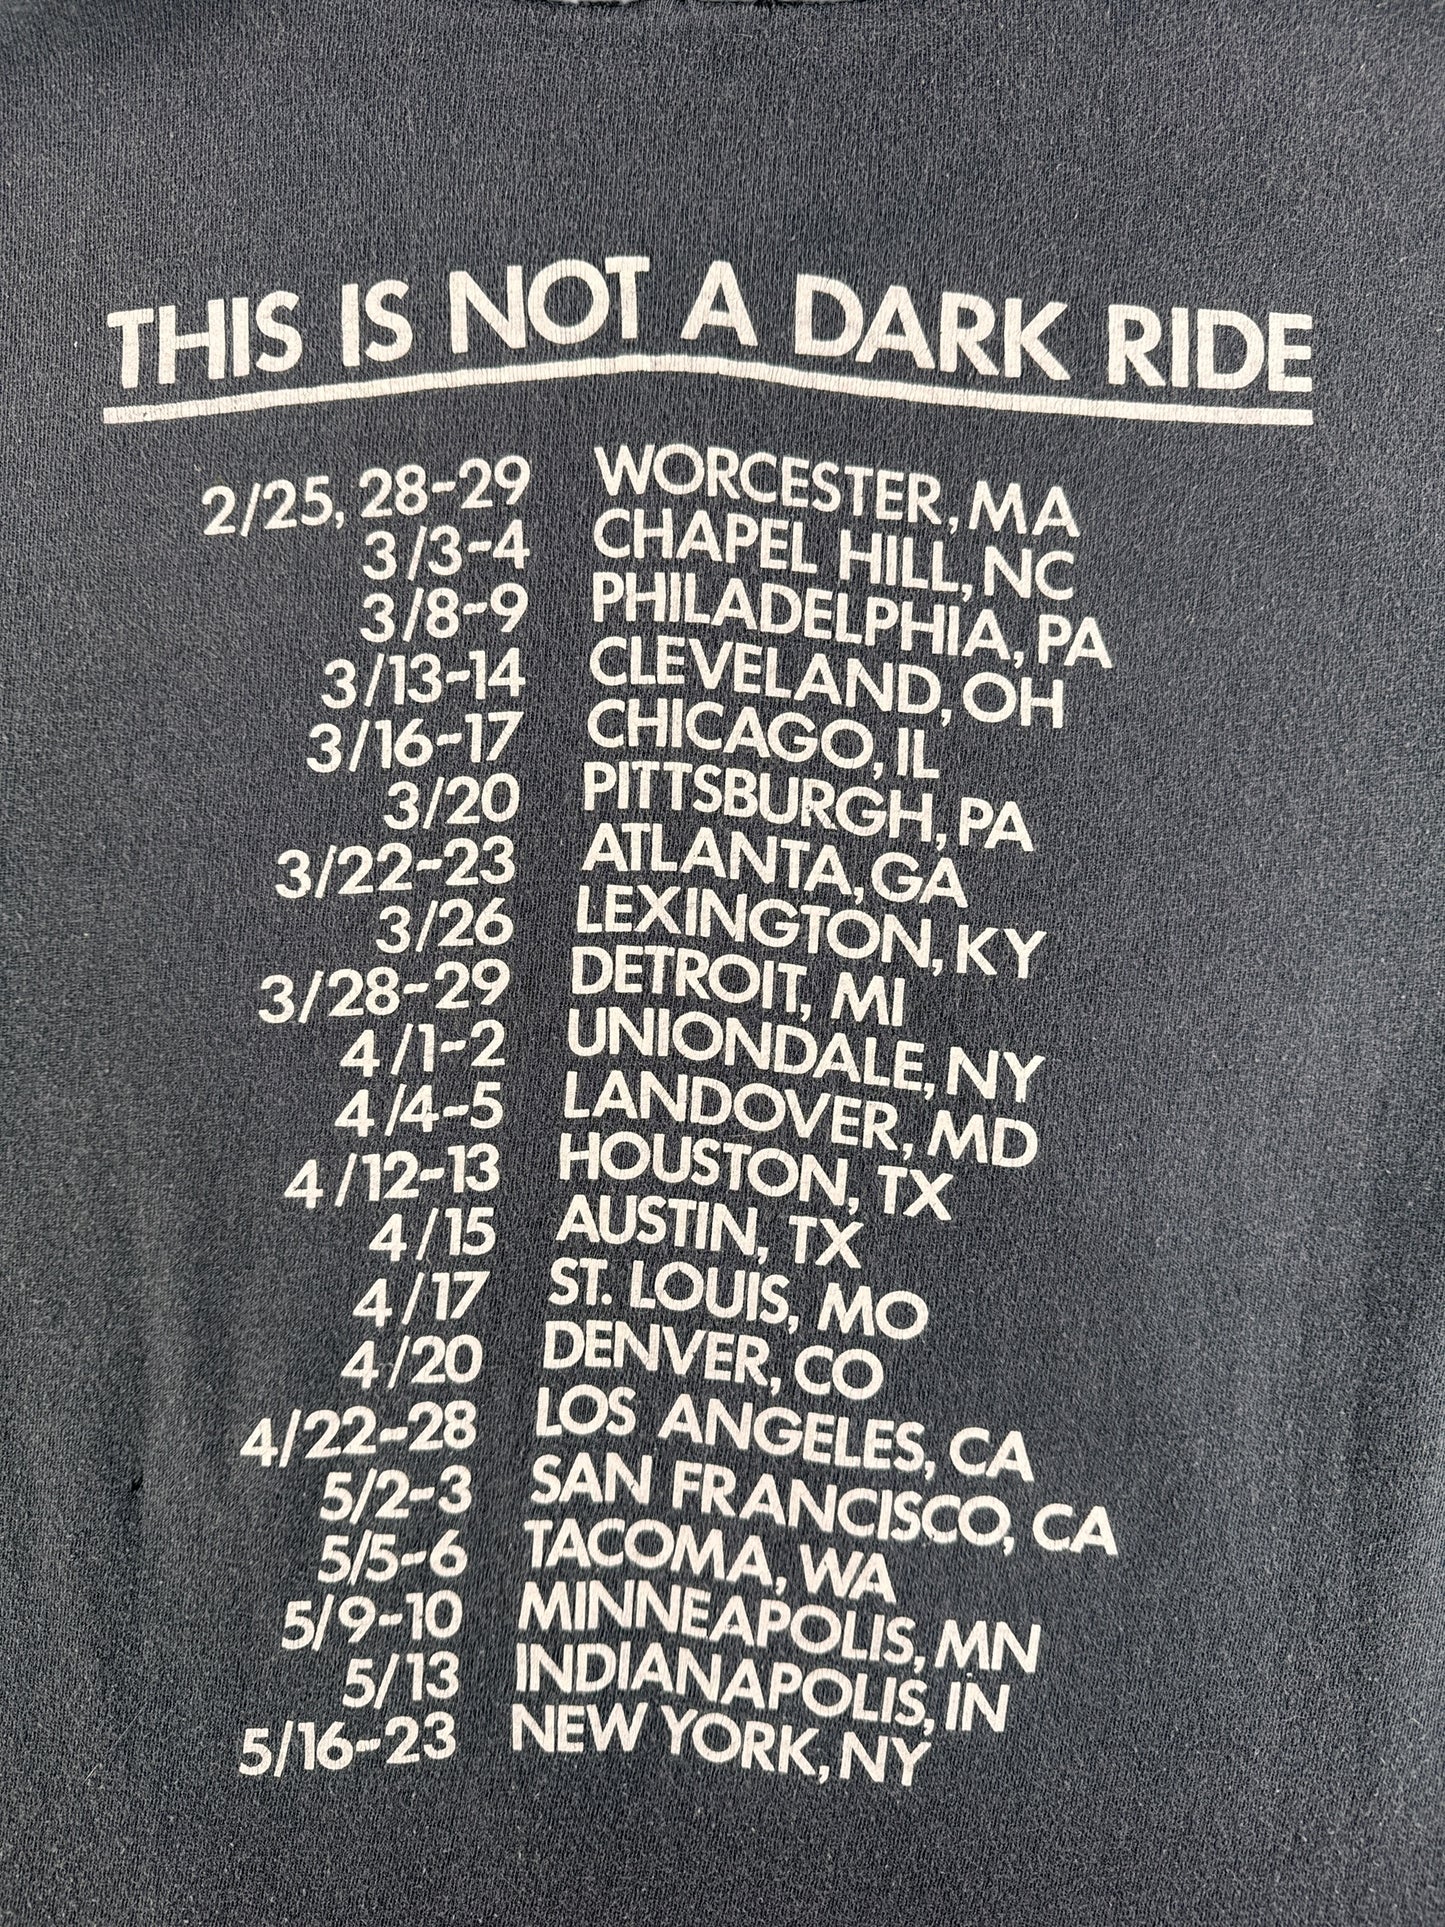 THIS IS NOT A DARK RIDE
2/25, 28-29 WORCESTER, MA
3/3-4 CHAPEL HILL, NC
3/8-9 PHILADELPHIA, PA
3/13-14 CLEVELAND, OH
3/16-17 CHICAGO, IL
3/20 PITTSBURGH, PA
3/22-23 ATLANTA, GA
3/26 LEXINGTON, KY
3/28-29 DETROIT, MI
4/1-2 UNIONDALE, NY
4/4-5 LANDOVER, MD
4/12-13 HOUSTON, TX
4/15 AUSTIN, TX
4/17 ST. LOUIS, MO
4/20 DENVER, CO
4/22-28 LOS ANGELES, CA
5/2-3 SAN FRANCISCO, CA
5/5-6 TACOMA, WA
5/9-10 MINNEAPOLIS, MN
5/13 INDIANAPOLIS, IN
5/16-23 NEW YORK, NY